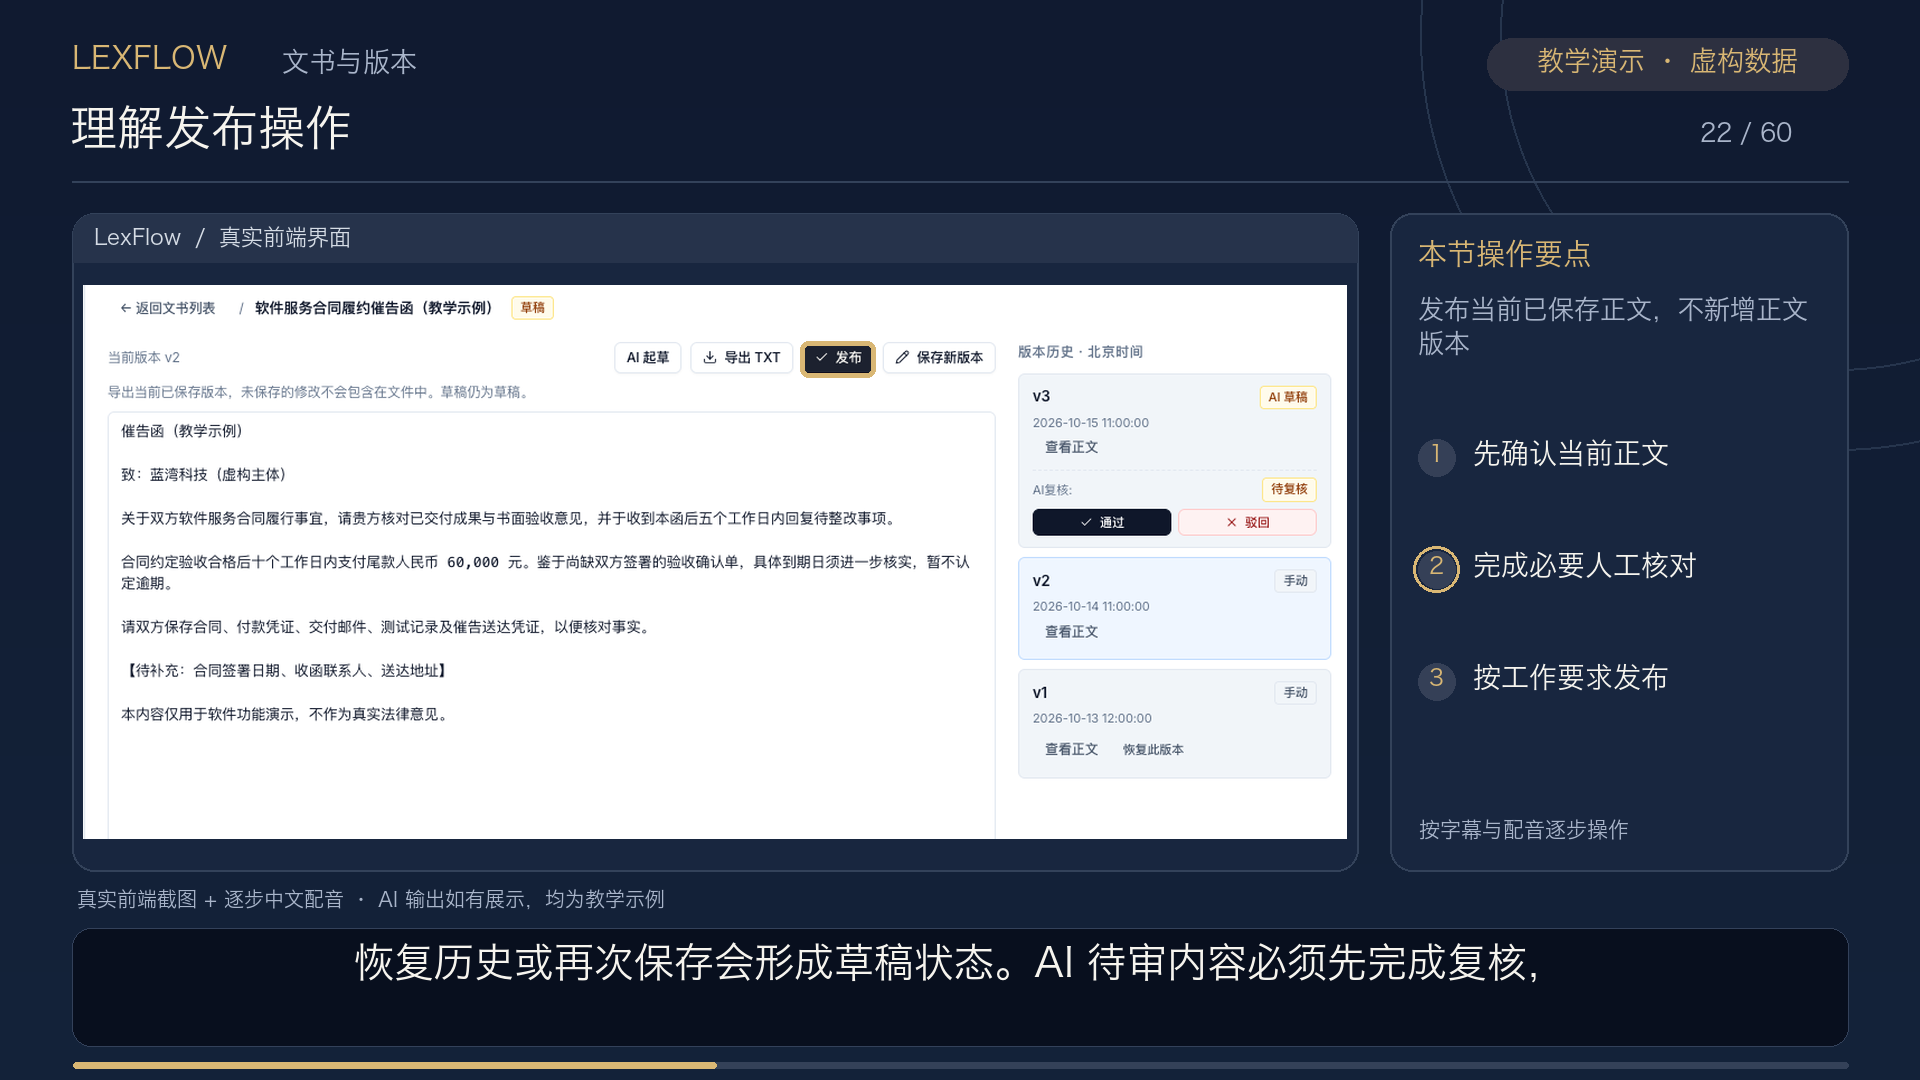 LEXFLOW 文书与版本
教学演示 · 虚构数据
理解发布操作
22 / 60
LexFlow / 真实前端界面
← 返回文书列表 / 软件服务合同履约催告函（教学示例） 草稿
当前版本 v2
AI 起草
导出 TXT
发布
保存新版本
导出当前已保存版本，未保存的修改不会包含在文件中。草稿仍为草稿。
催告函（教学示例）
致：蓝湾科技（虚构主体）
关于双方软件服务合同履行事宜，请贵方核对已交付成果与书面验收意见，并于收到本函后五个工作日内回复待整改事项。
合同约定验收合格后十个工作日内支付尾款人民币 60,000 元。鉴于尚缺双方签署的验收确认单，具体到期日须进一步核实，暂不认
定逾期。
请双方保存合同、付款凭证、交付邮件、测试记录及催告送达凭证，以便核对事实。
【待补充：合同签署日期、收函联系人、送达地址】
本内容仅用于软件功能演示，不作为真实法律意见。
版本历史 · 北京时间
v3 AI 草稿
2026-10-15 11:00:00
查看正文
AI复核: 待复核
通过 驳回
v2 手动
2026-10-14 11:00:00
查看正文
v1 手动
2026-10-13 12:00:00
查看正文 恢复此版本
本节操作要点
发布当前已保存正文，不新增正文
版本
1 先确认当前正文
2 完成必要人工核对
3 按工作要求发布
按字幕与配音逐步操作
真实前端截图 + 逐步中文配音 · AI 输出如有展示，均为教学示例
恢复历史或再次保存会形成草稿状态。AI 待审内容必须先完成复核，